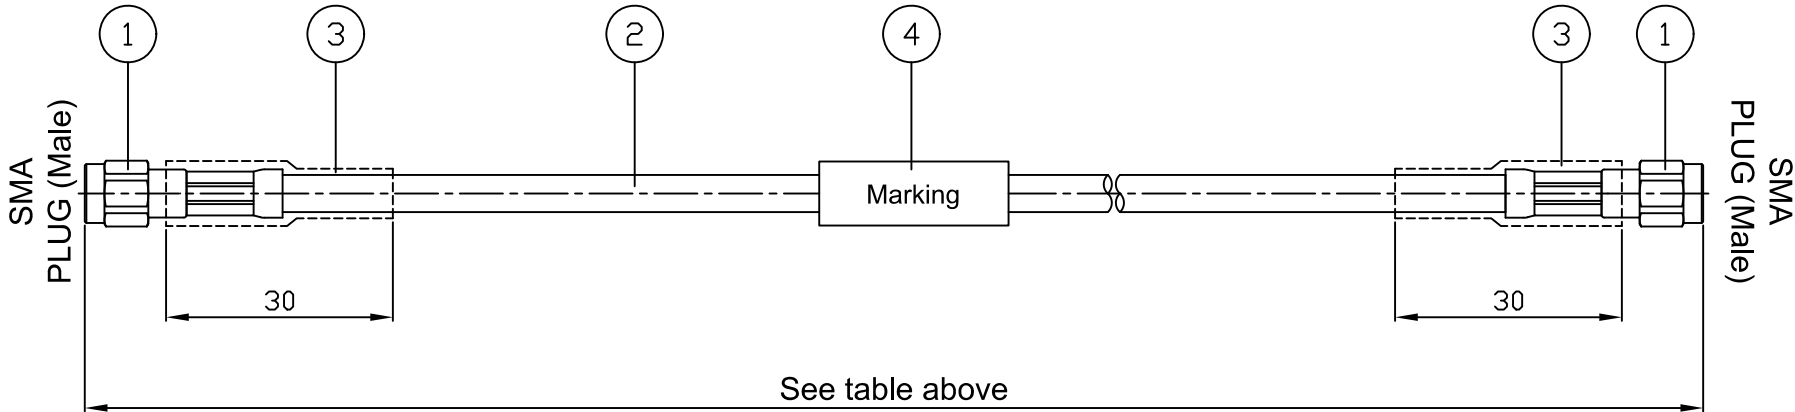 1
3
2
4
3
1
SMA
PLUG (Male)
Marking
PLUG (Male)
SMA
30
30
See table above